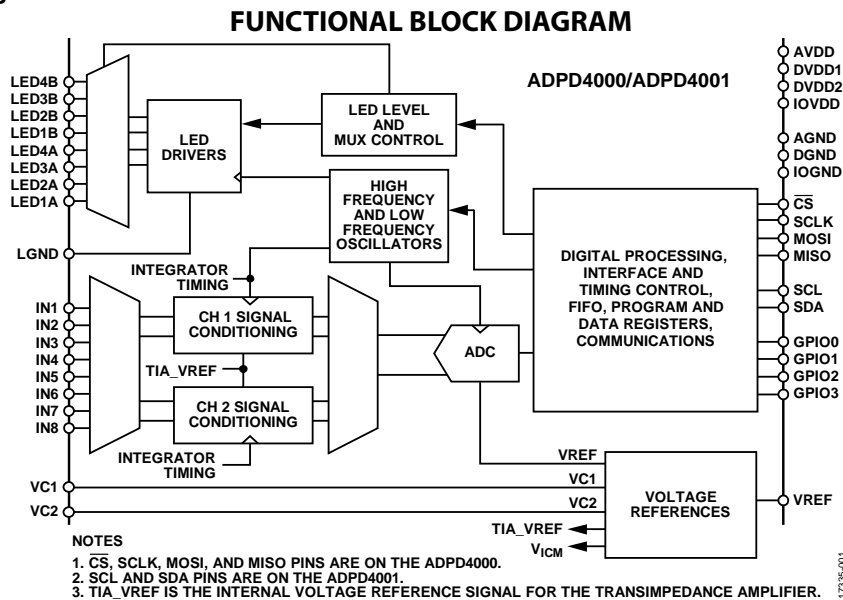 FUNCTIONAL BLOCK DIAGRAM
ADPD4000/ADPD4001
LED4B
LED3B
LED2B
LED1B
LED4A
LED3A
LED2A
LED1A
LGND
LED
DRIVERS
LED LEVEL
AND
MUX CONTROL
HIGH
FREQUENCY
AND LOW
FREQUENCY
OSCILLATORS
INTEGRATOR
TIMING
IN1
IN2
IN3
IN4
IN5
IN6
IN7
IN8
CH 1 SIGNAL
CONDITIONING
TIA_VREF
CH 2 SIGNAL
CONDITIONING
INTEGRATOR
TIMING
ADC
DIGITAL PROCESSING,
INTERFACE AND
TIMING CONTROL,
FIFO, PROGRAM AND
DATA REGISTERS,
COMMUNICATIONS
AVDD
DVDD1
DVDD2
IOVDD
AGND
DGND
IOGND
CS
SCLK
MOSI
MISO
SCL
SDA
GPIO0
GPIO1
GPIO2
GPIO3
VC1
VC2
VREF
VC1
VC2
TIA_VREF
VICM
VOLTAGE
REFERENCES
VREF
NOTES
1. CS, SCLK, MOSI, AND MISO PINS ARE ON THE ADPD4000.
2. SCL AND SDA PINS ARE ON THE ADPD4001.
3. TIA_VREF IS THE INTERNAL VOLTAGE REFERENCE SIGNAL FOR THE TRANSIMPEDANCE AMPLIFIER.